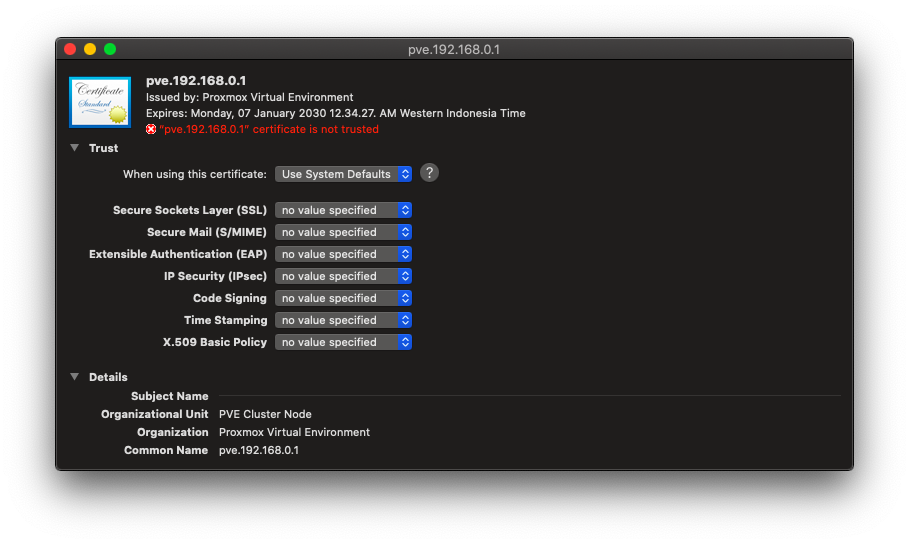 pve.192.168.0.1
Certificate
Standard
pve.192.168.0.1
Issued by: Proxmox Virtual Environment
Expires: Monday, 07 January 2030 12.34.27. AM Western Indonesia Time
“pve.192.168.0.1” certificate is not trusted
Trust
When using this certificate: Use System Defaults ?
Secure Sockets Layer (SSL) no value specified
Secure Mail (S/MIME) no value specified
Extensible Authentication (EAP) no value specified
IP Security (IPsec) no value specified
Code Signing no value specified
Time Stamping no value specified
X.509 Basic Policy no value specified
Details
Subject Name
Organizational Unit PVE Cluster Node
Organization Proxmox Virtual Environment
Common Name pve.192.168.0.1